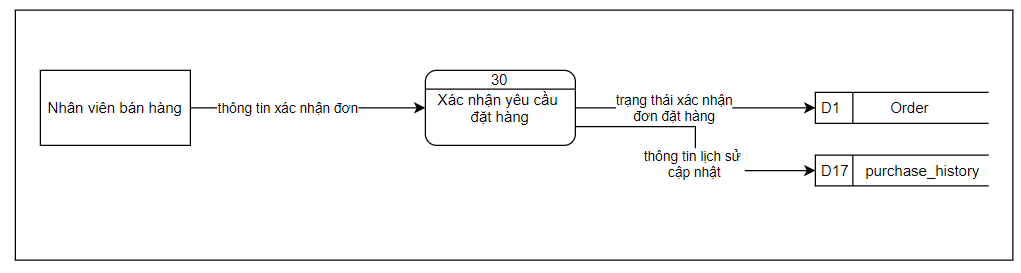 Nhân viên bán hàng
thông tin xác nhận đơn
30
Xác nhận yêu cầu
đặt hàng
trạng thái xác nhận
đơn đặt hàng
D1
Order
thông tin lịch sử
cập nhật
D17
purchase_history